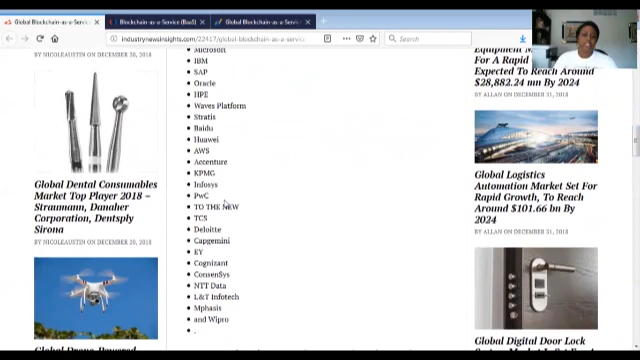 Global Blockchain-as-a-Servic
Blockchain-as-a-Service (BaaS)
Global Blockchain-as-a-Servic
industrynewsinsights.com/22417/global-blockchain-as-a-service
Search
BY NICOLEAUSTIN ON DECEMBER 20, 2018
Global Dental Consumables
Market Top Player 2018 –
Straumann, Danaher
Corporation, Dentsply
Sirona
BY NICOLEAUSTIN ON DECEMBER 20, 2018
Microsoft
IBM
SAP
Oracle
HPE
Waves Platform
Stratis
Baidu
Huawei
AWS
Accenture
KPMG
Infosys
PwC
TO THE NEW
TCS
Deloitte
Capgemini
EY
Cognizant
ConsenSys
NTT Data
L&T Infotech
Mphasis
and Wipro
.
Equipment M
For A Rapid
Expected To Reach Around
$28,882.24 mn By 2024
BY ALLAN ON DECEMBER 31, 2018
Global Logistics
Automation Market Set For
Rapid Growth, To Reach
Around $101.66 bn By
2024
BY ALLAN ON DECEMBER 31, 2018
Global Digital Door Lock